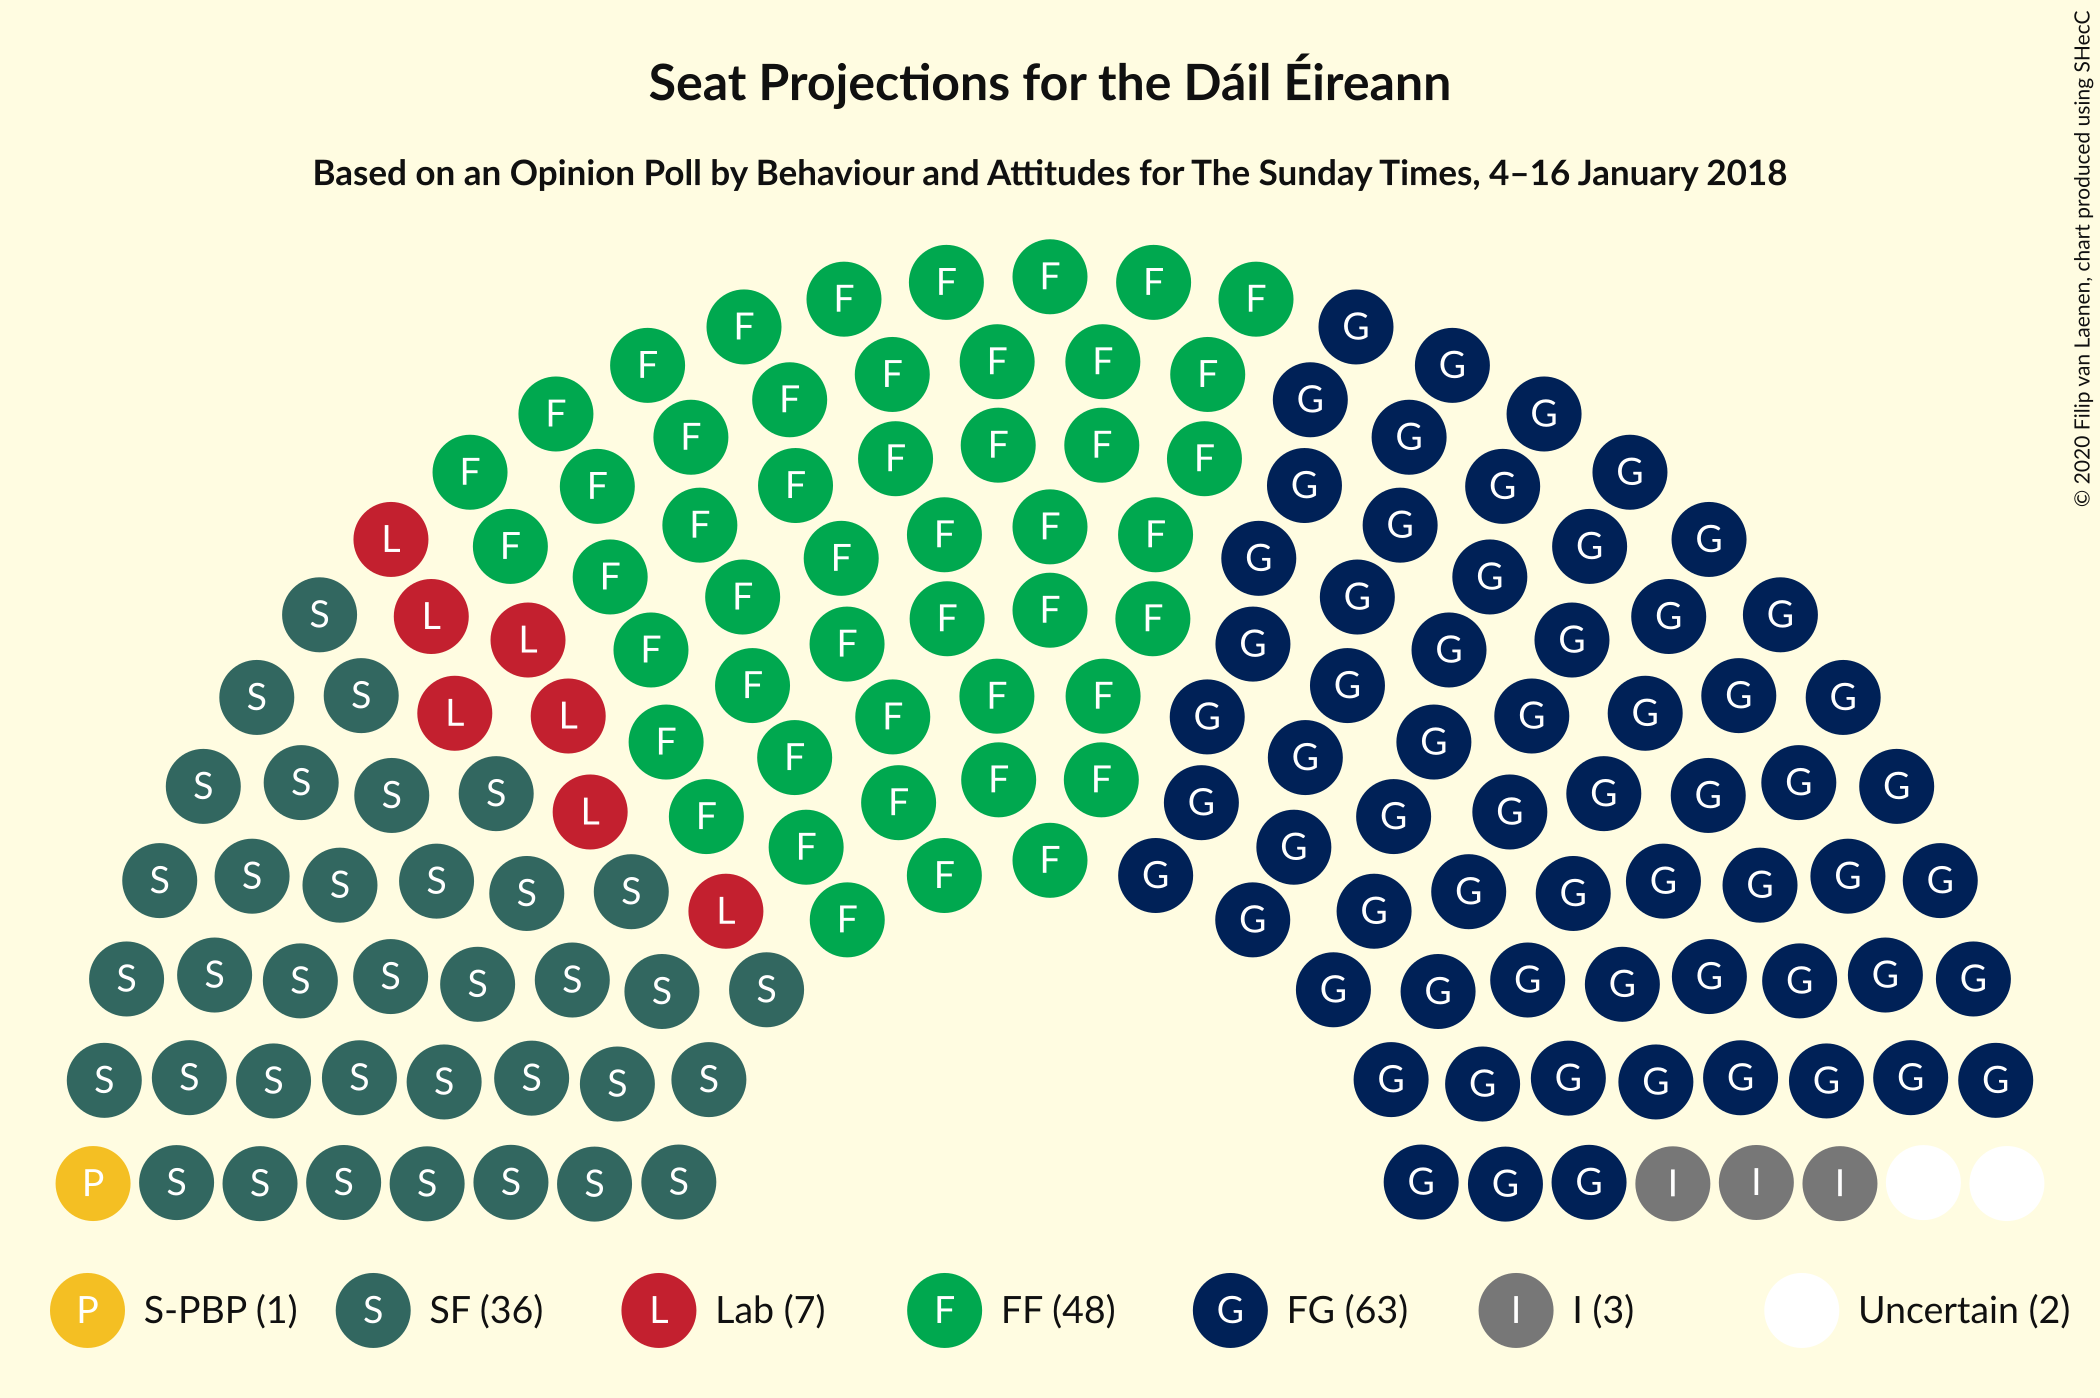 Seat Projections for the Dáil Éireann
Based on an Opinion Poll by Behaviour and Attitudes for The Sunday Times, 4–16 January 2018
© 2020 Filip van Laenen, chart produced using SHecC
F F F F F
F F G
F F F F F G
F F G G
F F F F F F G G
F F F G G G
L F F F F F F G G G G
S L L F F F F F G G G G G
S S L L F F F F F G G G G G G
S S S S L F F F F F G G G G G G G
S S S S S S L F F F F G G G G G G G G G
S S S S S S S S G G G G G G G G
S S S S S S S S G G G G G G G G
P S S S S S S S G G G I I I
P S-PBP (1) S SF (36) L Lab (7) F FF (48) G FG (63) I I (3) Uncertain (2)